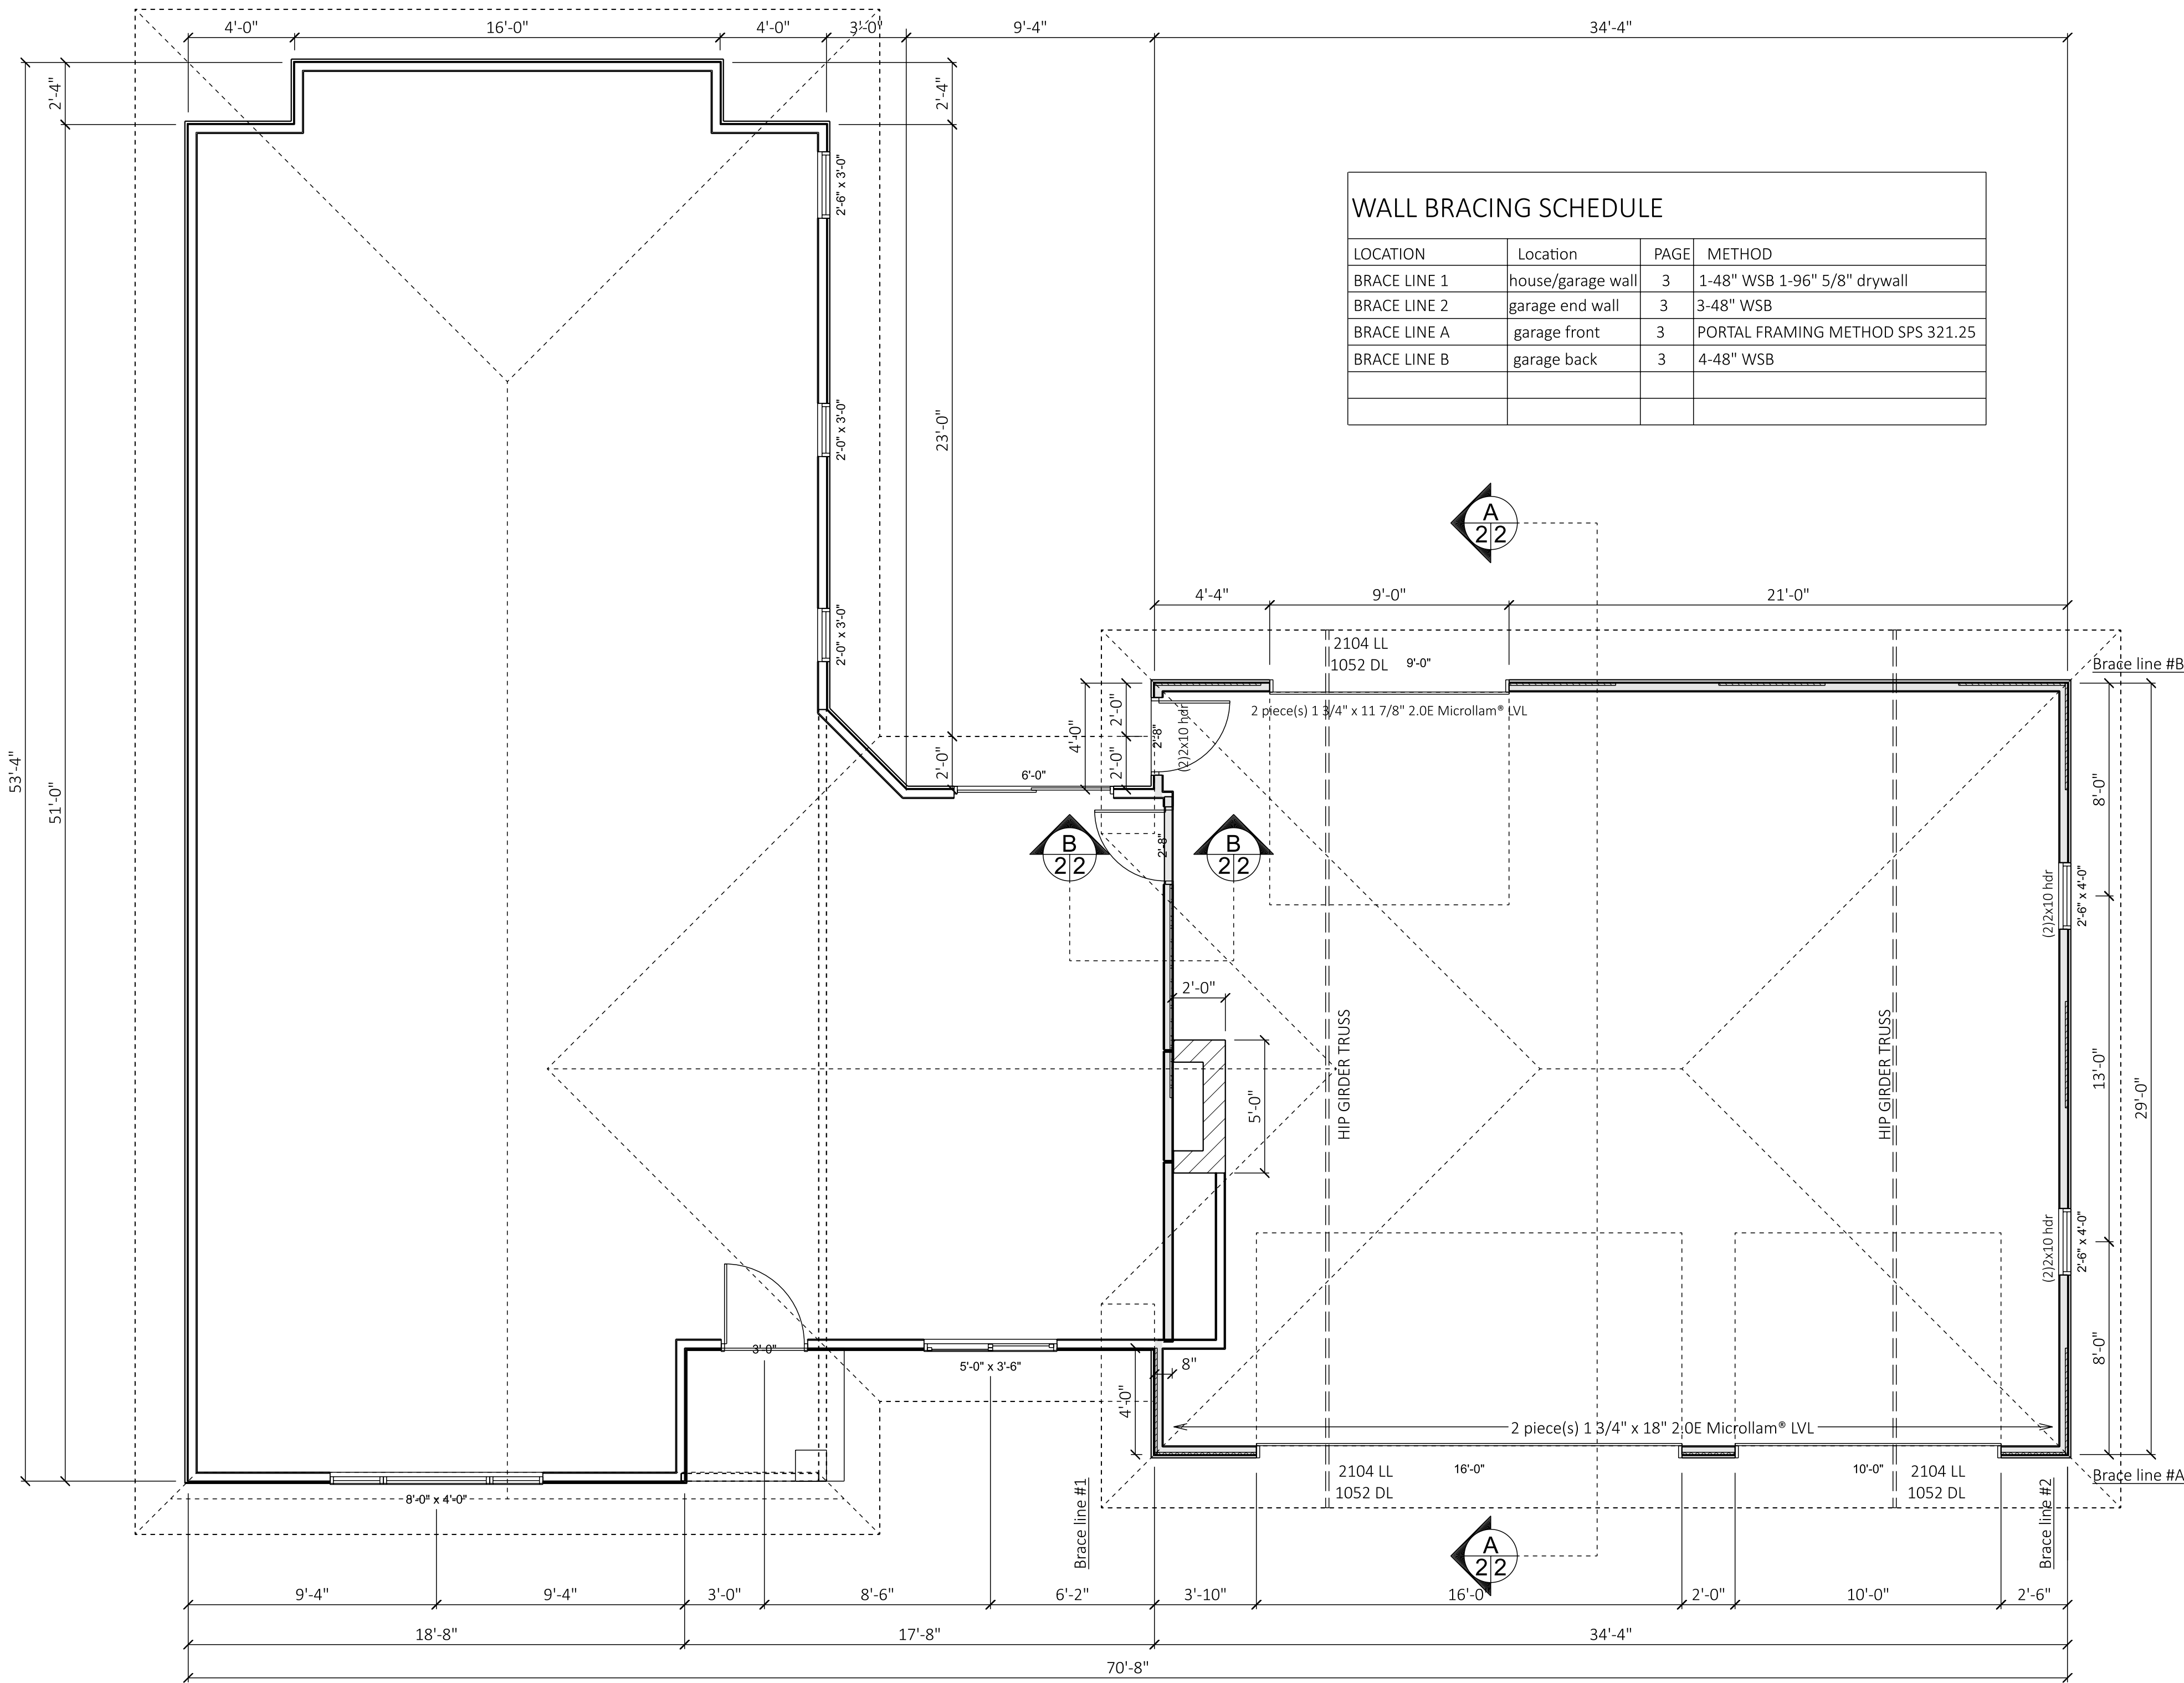 4'-0"
16'-0"
4'-0"
3'-0"
9'-4"
34'-4"
2'-4"
2'-4"
53'-4"
51'-0"
23'-0"
2'-6" x 3'-0"
2'-0" x 3'-0"
2'-0" x 3'-0"
WALL BRACING SCHEDULE
LOCATION Location PAGE METHOD
BRACE LINE 1 house/garage wall 3 1-48" WSB 1-96" 5/8" drywall
BRACE LINE 2 garage end wall 3 3-48" WSB
BRACE LINE A garage front 3 PORTAL FRAMING METHOD SPS 321.25
BRACE LINE B garage back 3 4-48" WSB
A
2 2
4'-4"
9'-0"
21'-0"
2104 LL
1052 DL
9'-0"
Brace line #B
2 piece(s) 1 3/4" x 11 7/8" 2.0E Microllam® LVL
4'-0"
2'-0"
2'-0"
2'-0"
2'-8"
(2)2x10 hdr
6'-0"
8'-0"
B
2 2
B
2 2
2'-8"
(2)2x10 hdr
2'-6" x 4'-0"
2'-0"
5'-0"
HIP GIRDER TRUSS
HIP GIRDER TRUSS
13'-0"
29'-0"
(2)2x10 hdr
2'-6" x 4'-0"
8'-0"
3'-0"
5'-0" x 3'-6"
8"
4'-0"
2 piece(s) 1 3/4" x 18" 2.0E Microllam® LVL
8'-0" x 4'-0"
2104 LL
1052 DL
16'-0"
10'-0"
2104 LL
1052 DL
Brace line #A
Brace line #1
Brace line #2
A
2 2
9'-4"
9'-4"
3'-0"
8'-6"
6'-2"
3'-10"
16'-0"
2'-0"
10'-0"
2'-6"
18'-8"
17'-8"
34'-4"
70'-8"